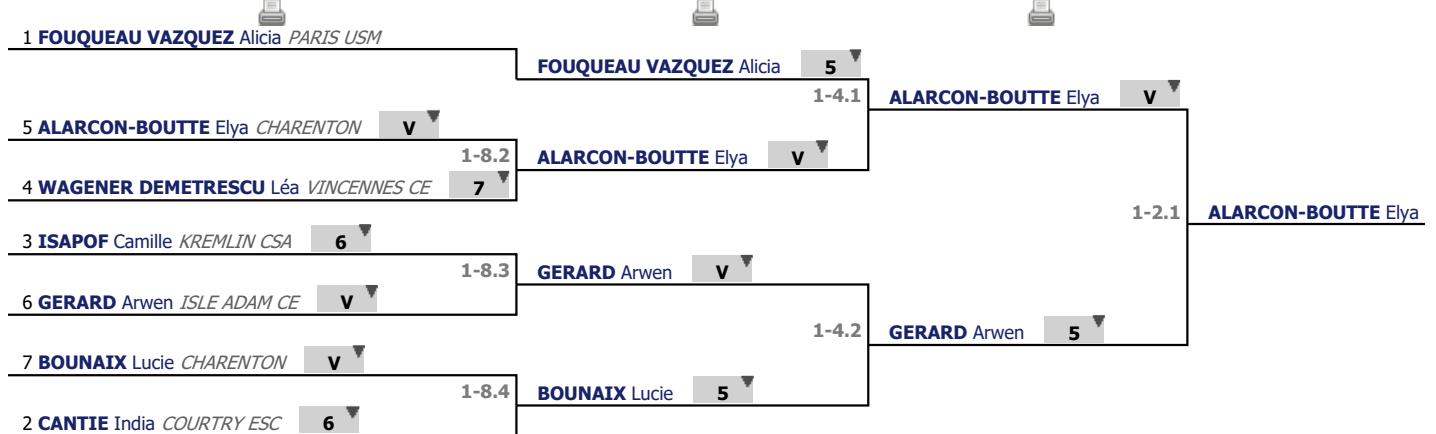 1 FOUQUEAU VAZQUEZ Alicia PARIS USM
FOUQUEAU VAZQUEZ Alicia 5
1-4.1
ALARCON-BOUTTE Elya V
5 ALARCON-BOUTTE Elya CHARENTON V
1-8.2
ALARCON-BOUTTE Elya V
4 WAGENER DEMETRESCU Léa VINCENNES CE 7
1-2.1
ALARCON-BOUTTE Elya
3 ISAPOF Camille KREMLIN CSA 6
1-8.3
GERARD Arwen V
6 GERARD Arwen ISLE ADAM CE V
1-4.2
GERARD Arwen 5
7 BOUNAIX Lucie CHARENTON V
1-8.4
BOUNAIX Lucie 5
2 CANTIE India COURTRY ESC 6